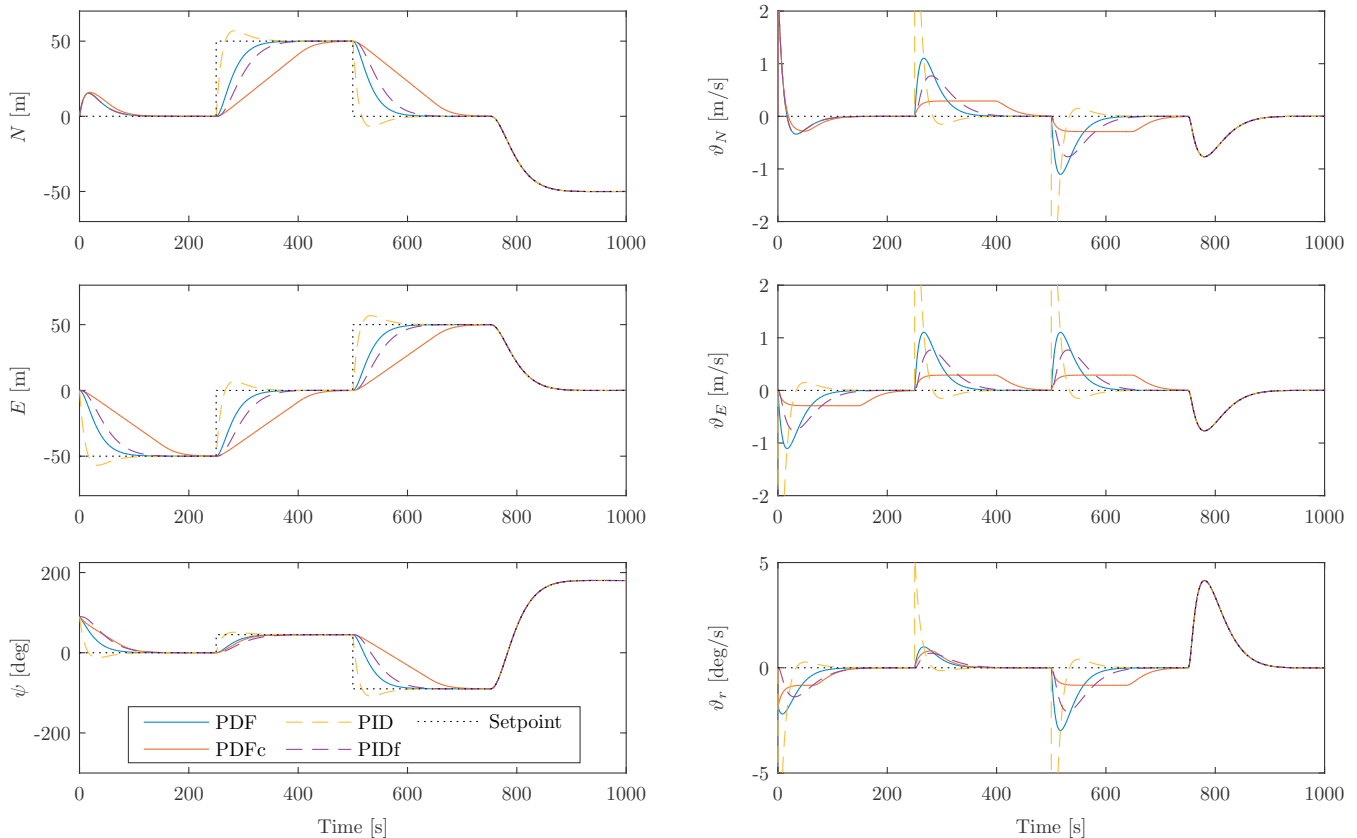 50
0
-50
N [m]
0 200 400 600 800 1000
2
1
0
-1
-2
ϑ_N [m/s]
0 200 400 600 800 1000
50
0
-50
E [m]
0 200 400 600 800 1000
2
1
0
-1
-2
ϑ_E [m/s]
0 200 400 600 800 1000
200
0
-200
ψ [deg]
PDF PID Setpoint
PDFc PIDf
0 200 400 600 800 1000
Time [s]
5
0
-5
ϑ_r [deg/s]
0 200 400 600 800 1000
Time [s]